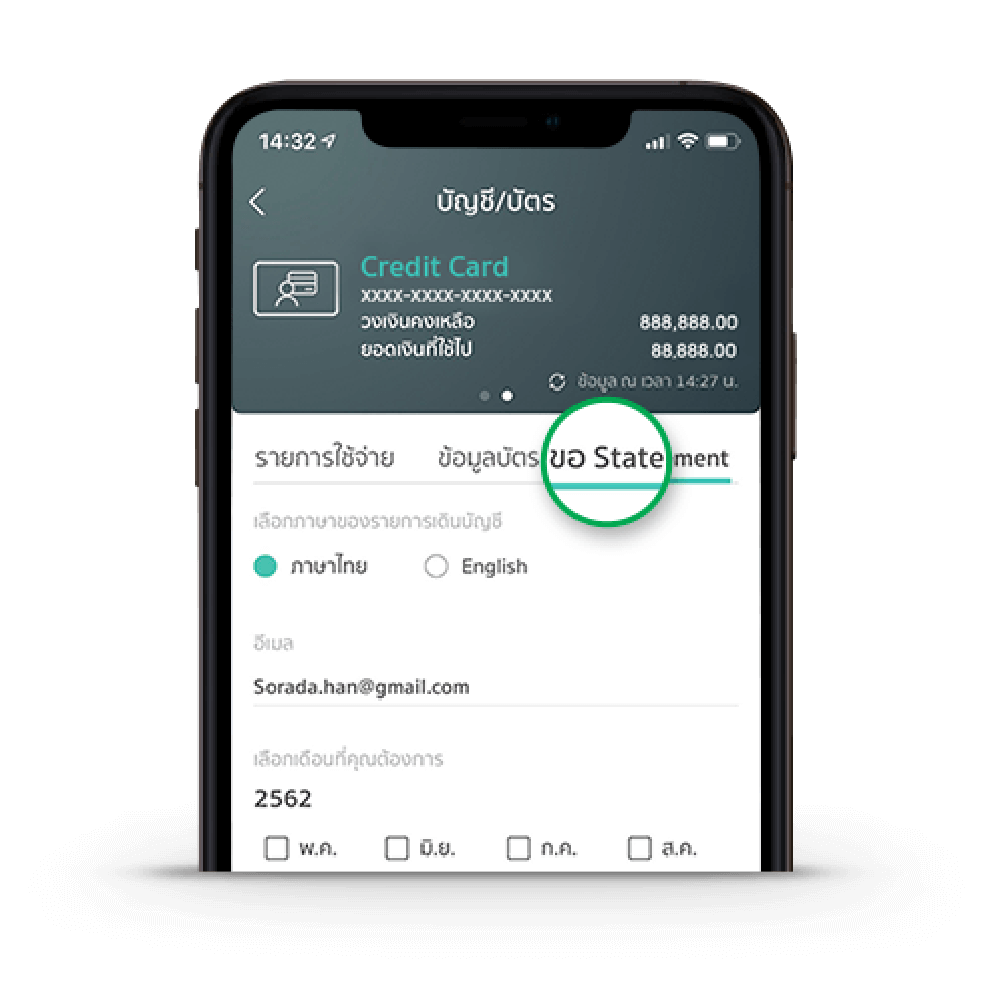 14:32
บัญชี/บัตร
Credit Card
xxxx-xxxx-xxxx-xxxx
วงเงินคงเหลือ 888,888.00
ยอดเงินที่ใช้ไป 88,888.00
ข้อมูล ณ เวลา 14:27 น.
รายการใช้จ่าย ข้อมูลบัตร ขอ Statement
เลือกภาษาของรายการเดินบัญชี
ภาษาไทย English
อีเมล
Sorada.han@gmail.com
เลือกเดือนที่คุณต้องการ
2562
พ.ค. มิ.ย. ก.ค. ส.ค.